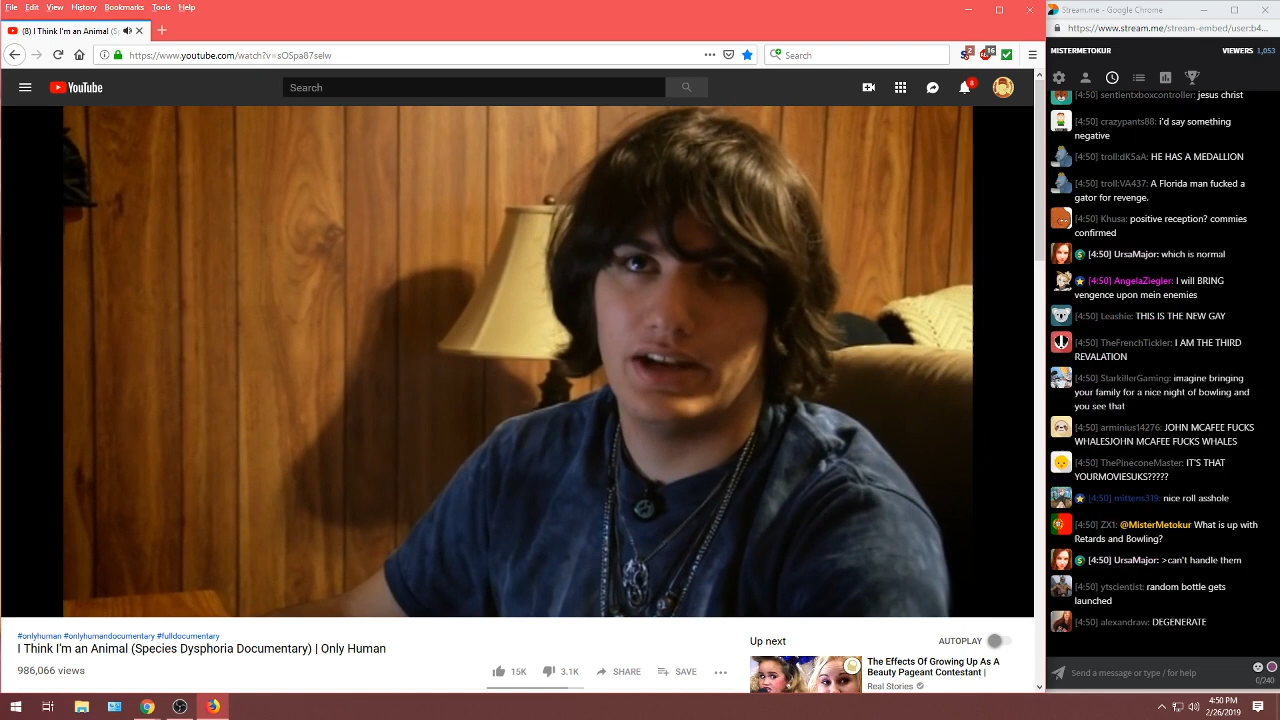 File Edit View History Bookmarks Tools Help
(8) I Think I'm an Animal (S
https://www.youtube.com/watch?v=sOSpa87selw
Search
2
16
YouTube
Search
8
#onlyhuman #onlyhumandocumentary #fulldocumentary
I Think I'm an Animal (Species Dysphoria Documentary) | Only Human
986,066 views
15K
3.1K
SHARE
SAVE
Up next
AUTOPLAY
The Effects Of Growing Up As A
Beauty Pageant Contestant |
Real Stories
Stream.me - Google Chrome
https://www.stream.me/stream-embed/user:b4...
MISTERMETOKUR
VIEWERS 1,053
[4:50] sentientxboxcontroller: jesus christ
[4:50] crazypants88: i'd say something
negative
[4:50] troll:dK5aA: HE HAS A MEDALLION
[4:50] troll:VA437: A Florida man fucked a
gator for revenge.
[4:50] Khusa: positive reception? commies
confirmed
[4:50] UrsaMajor: which is normal
[4:50] AngelaZiegler: I will BRING
vengence upon mein enemies
[4:50] Leashie: THIS IS THE NEW GAY
[4:50] TheFrenchTickler: I AM THE THIRD
REVALATION
[4:50] StarkillerGaming: imagine bringing
your family for a nice night of bowling and
you see that
[4:50] arminius14276: JOHN MCAFEE FUCKS
WHALESJOHN MCAFEE FUCKS WHALES
[4:50] ThePineconeMaster: IT'S THAT
YOURMOVIESUKS?????
[4:50] mittens319: nice roll asshole
[4:50] ZX1: @MisterMetokur What is up with
Retards and Bowling?
[4:50] UrsaMajor: >can't handle them
[4:50] ytscientist: random bottle gets
launched
[4:50] alexandraw: DEGENERATE
Send a message or type / for help
0/240
4:50 PM
2/26/2019